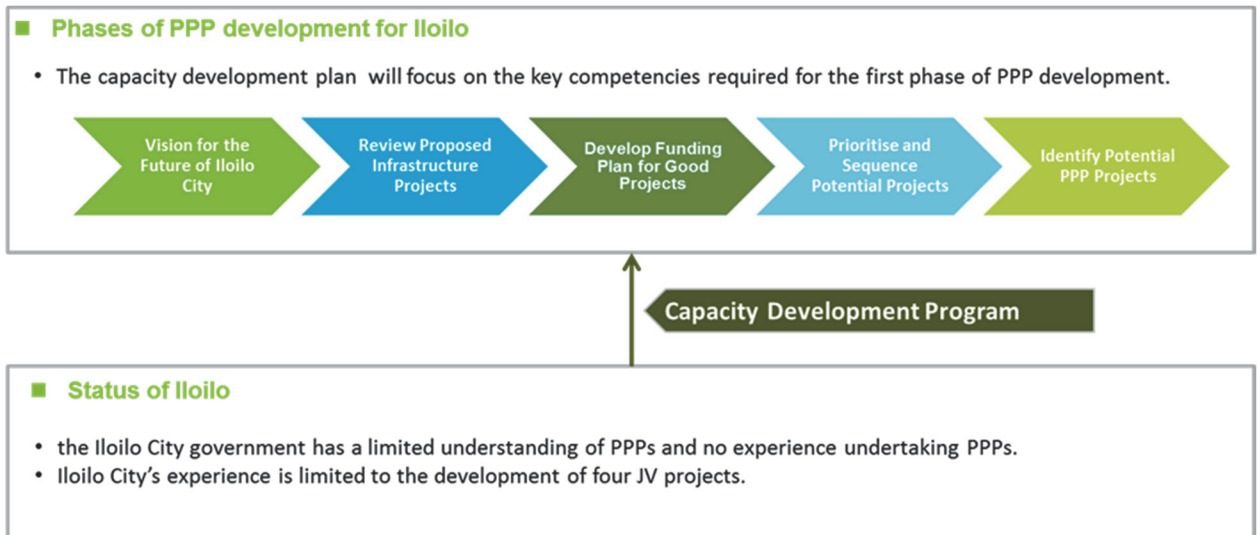 Phases of PPP development for Iloilo
• The capacity development plan will focus on the key competencies required for the first phase of PPP development.
Vision for the
Future of Iloilo
City
Review Proposed
Infrastructure
Projects
Develop Funding
Plan for Good
Projects
Prioritise and
Sequence
Potential Projects
Identify Potential
PPP Projects
Capacity Development Program
Status of Iloilo
• the Iloilo City government has a limited understanding of PPPs and no experience undertaking PPPs.
• Iloilo City's experience is limited to the development of four JV projects.